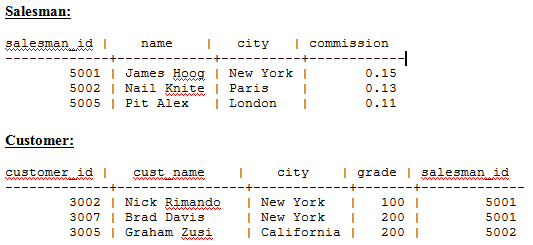 Salesman:
salesman_id | name | city | commission
------------+------------+----------+------------
5001 | James Hoog | New York | 0.15
5002 | Nail Knite | Paris | 0.13
5005 | Pit Alex | London | 0.11
Customer:
customer_id | cust_name | city | grade | salesman_id
------------+----------------+------------+-------+-------------
3002 | Nick Rimando | New York | 100 | 5001
3007 | Brad Davis | New York | 200 | 5001
3005 | Graham Zusi | California | 200 | 5002